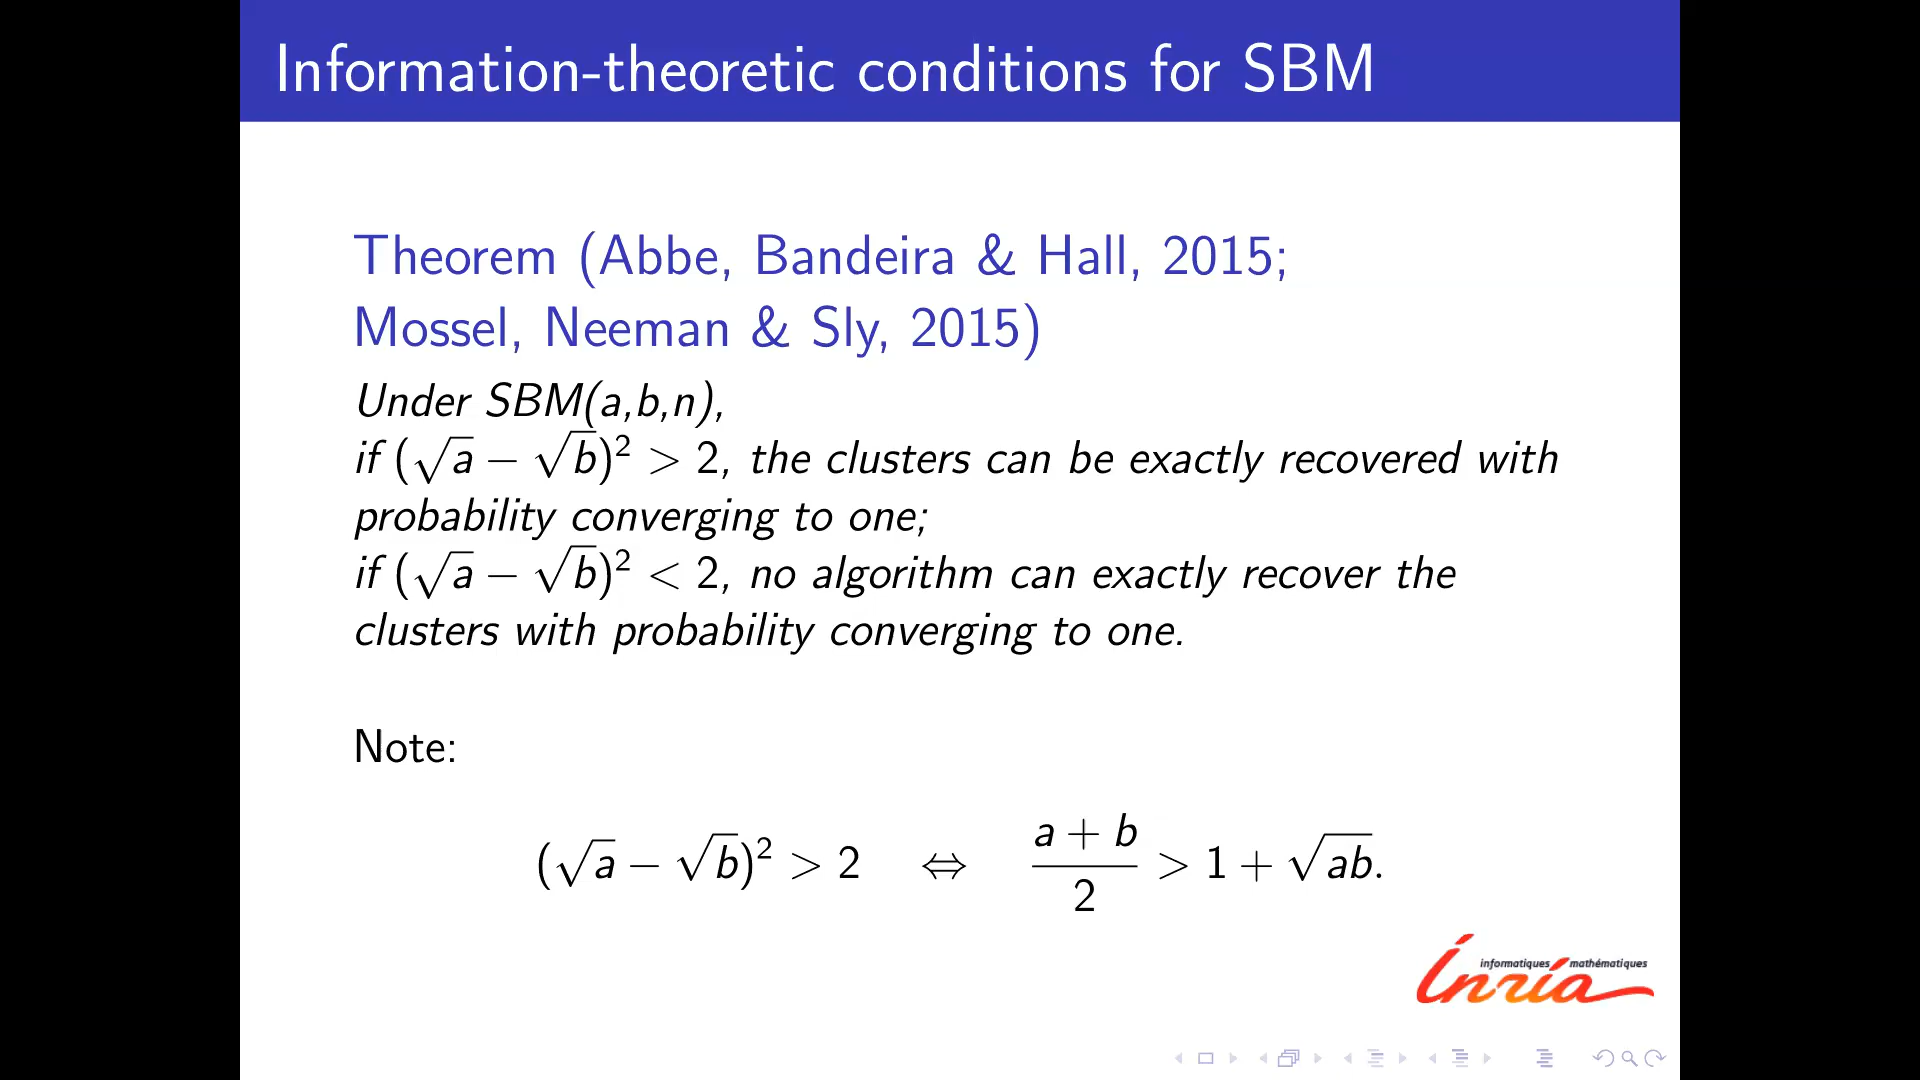 Information-theoretic conditions for SBM
Theorem (Abbe, Bandeira & Hall, 2015;
Mossel, Neeman & Sly, 2015)
Under SBM(a,b,n),
if (√a − √b)² > 2, the clusters can be exactly recovered with
probability converging to one;
if (√a − √b)² < 2, no algorithm can exactly recover the
clusters with probability converging to one.
Note:
(√a − √b)² > 2 ⇔ (a + b)/2 > 1 + √ab.
informatiques mathématiques
Inria